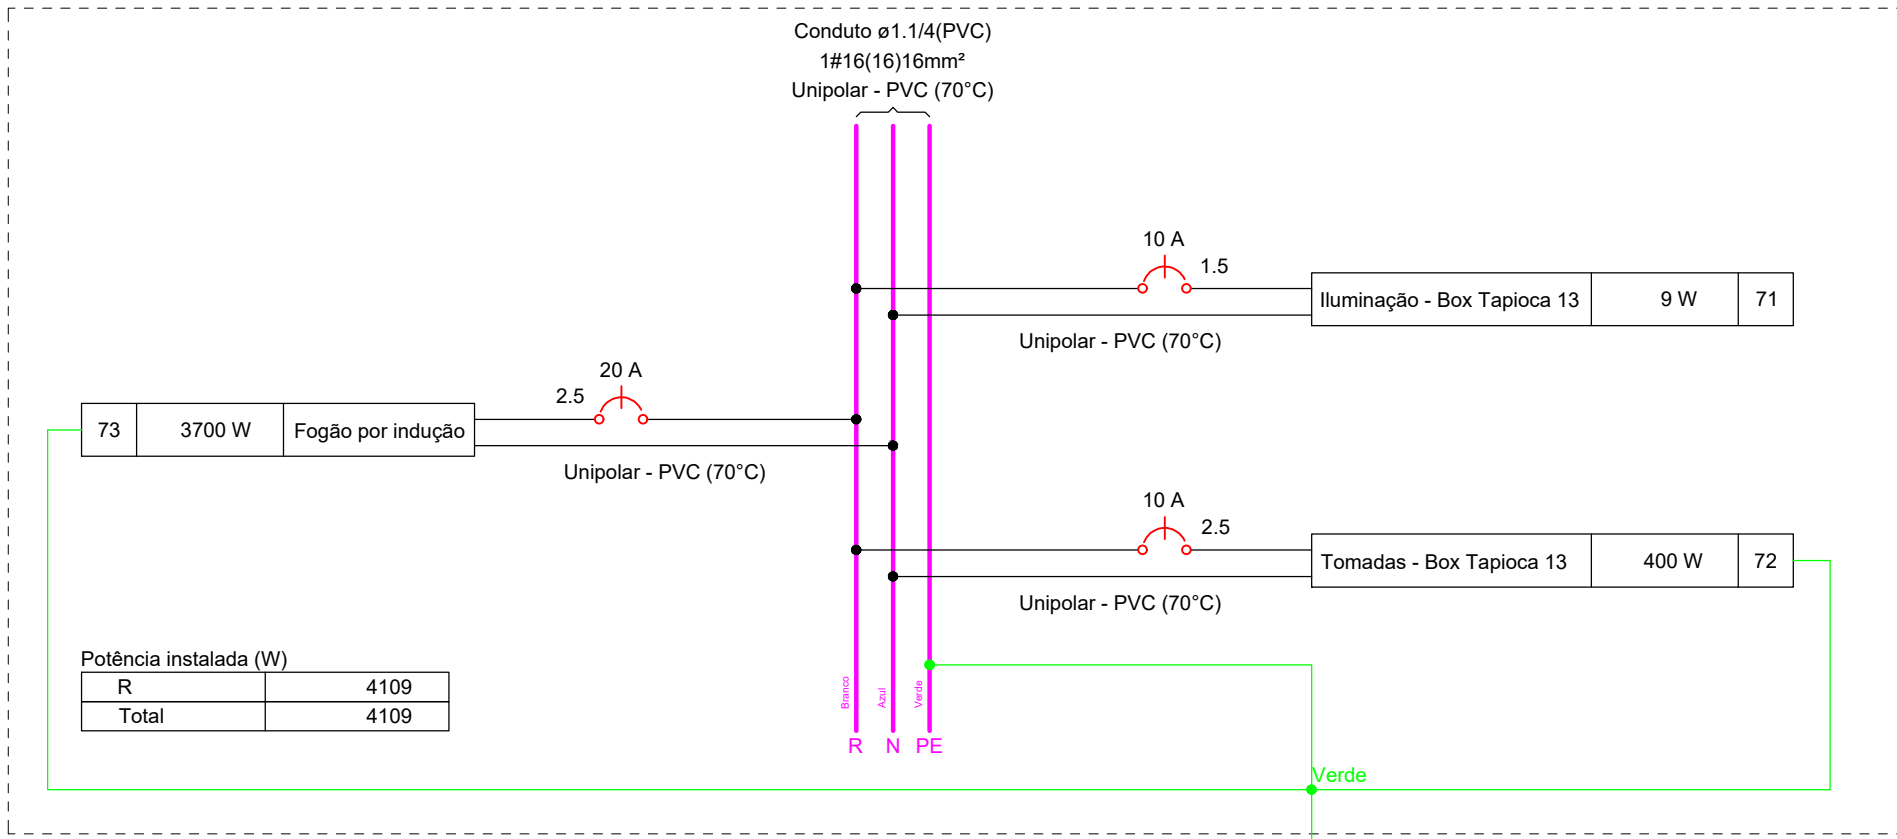 Conduto ø1.1/4(PVC)
1#16(16)16mm²
Unipolar - PVC (70°C)
10 A
1.5
Iluminação - Box Tapioca 13 9 W 71
Unipolar - PVC (70°C)
20 A
2.5
73 3700 W Fogão por indução
Unipolar - PVC (70°C)
10 A
2.5
Tomadas - Box Tapioca 13 400 W 72
Unipolar - PVC (70°C)
Potência instalada (W)
R 4109
Total 4109
Branco
Azul
Verde
R N PE
Verde